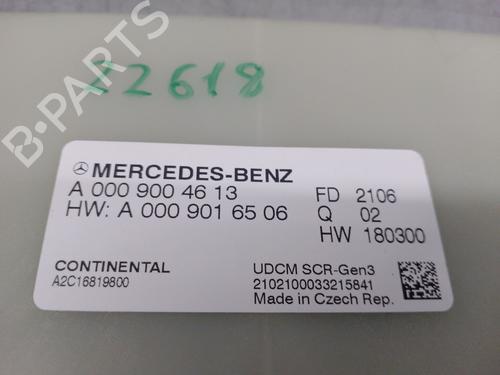 22618
MERCEDES-BENZ
A 000 900 46 13
HW: A 000 901 65 06
FD 2106
Q 02
HW 180300
CONTINENTAL
A2C16819800
UDCM SCR-Gen3
2102100033215841
Made in Czech Rep.
B-PARTS